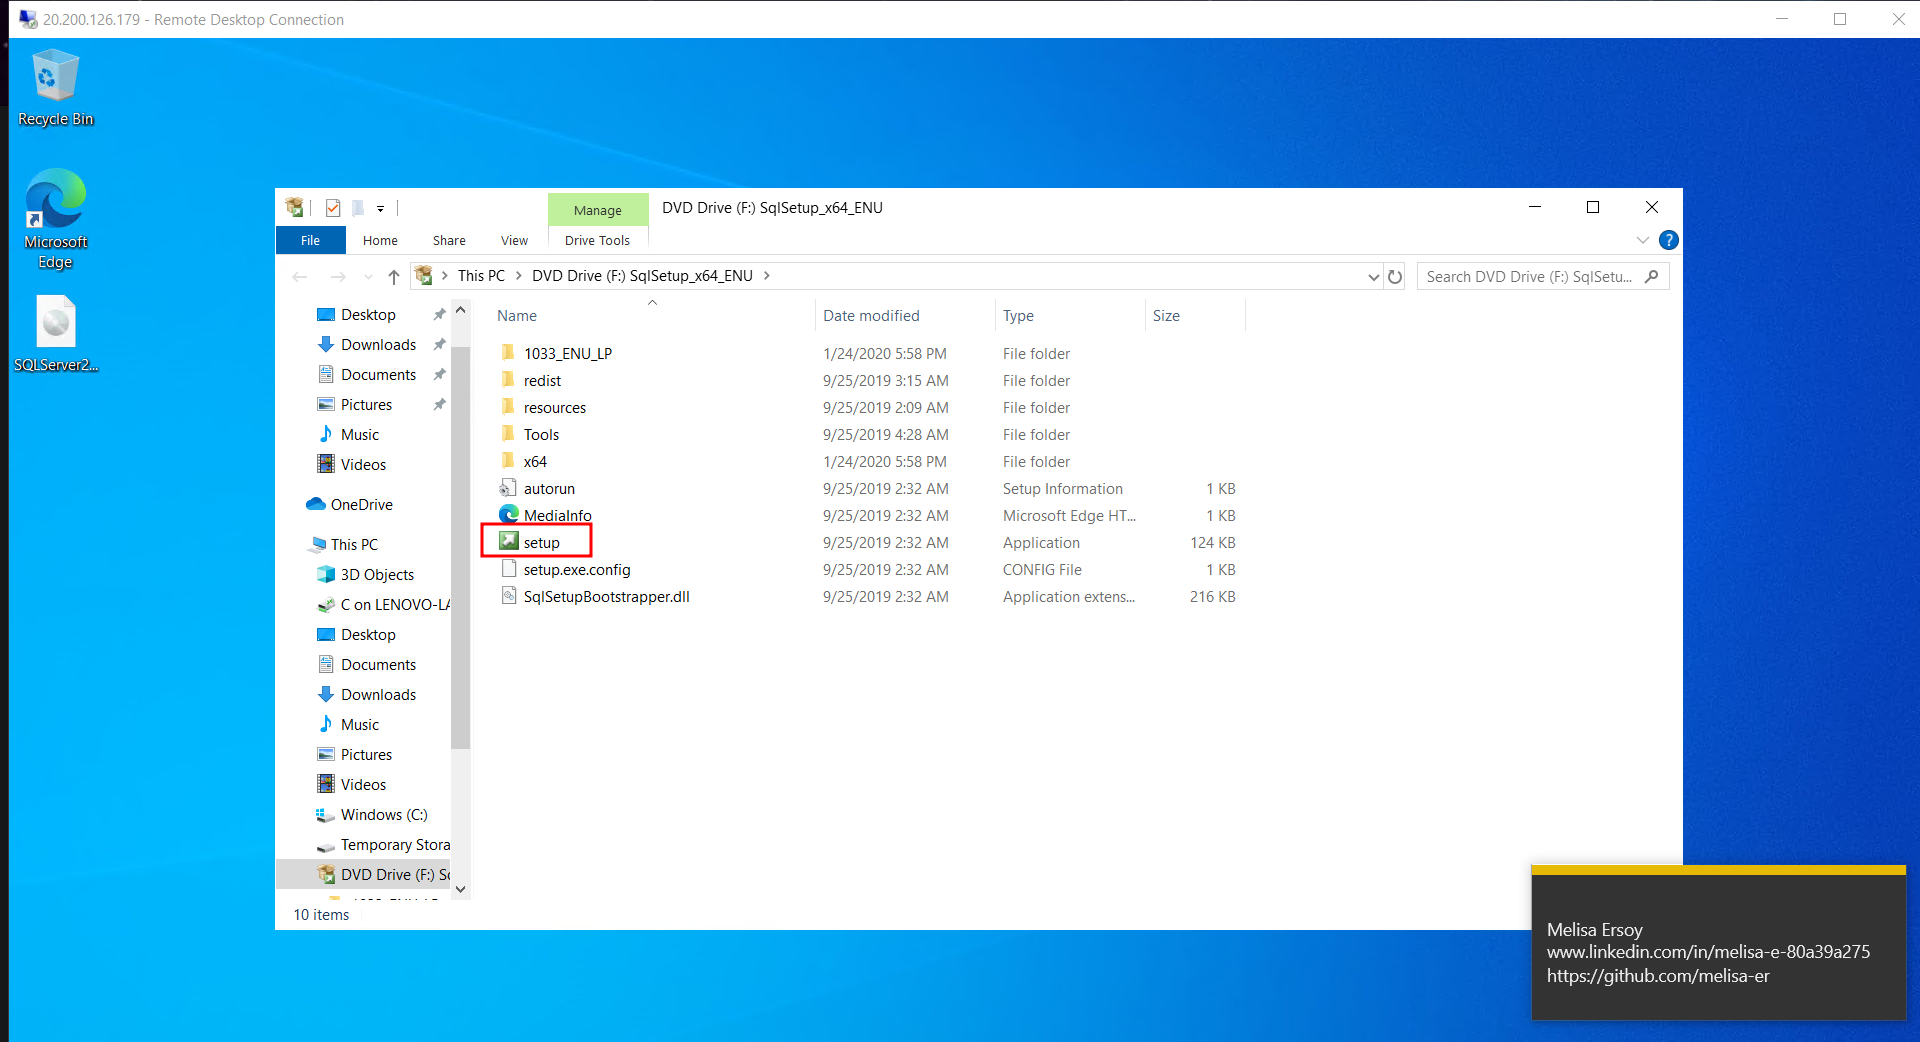 20.200.126.179 - Remote Desktop Connection
Recycle Bin
Microsoft
Edge
SQLServer2...
Manage
DVD Drive (F:) SqlSetup_x64_ENU
File
Home
Share
View
Drive Tools
?
This PC
DVD Drive (F:) SqlSetup_x64_ENU
Search DVD Drive (F:) SqlSetu...
Desktop
Downloads
Documents
Pictures
Music
Videos
OneDrive
This PC
3D Objects
C on LENOVO-LA
Desktop
Documents
Downloads
Music
Pictures
Videos
Windows (C:)
Temporary Stora
DVD Drive (F:) Sc
Name Date modified Type Size
1033_ENU_LP 1/24/2020 5:58 PM File folder
redist 9/25/2019 3:15 AM File folder
resources 9/25/2019 2:09 AM File folder
Tools 9/25/2019 4:28 AM File folder
x64 1/24/2020 5:58 PM File folder
autorun 9/25/2019 2:32 AM Setup Information 1 KB
MediaInfo 9/25/2019 2:32 AM Microsoft Edge HT... 1 KB
setup 9/25/2019 2:32 AM Application 124 KB
setup.exe.config 9/25/2019 2:32 AM CONFIG File 1 KB
SqlSetupBootstrapper.dll 9/25/2019 2:32 AM Application extens... 216 KB
10 items
Melisa Ersoy
www.linkedin.com/in/melisa-e-80a39a275
https://github.com/melisa-er